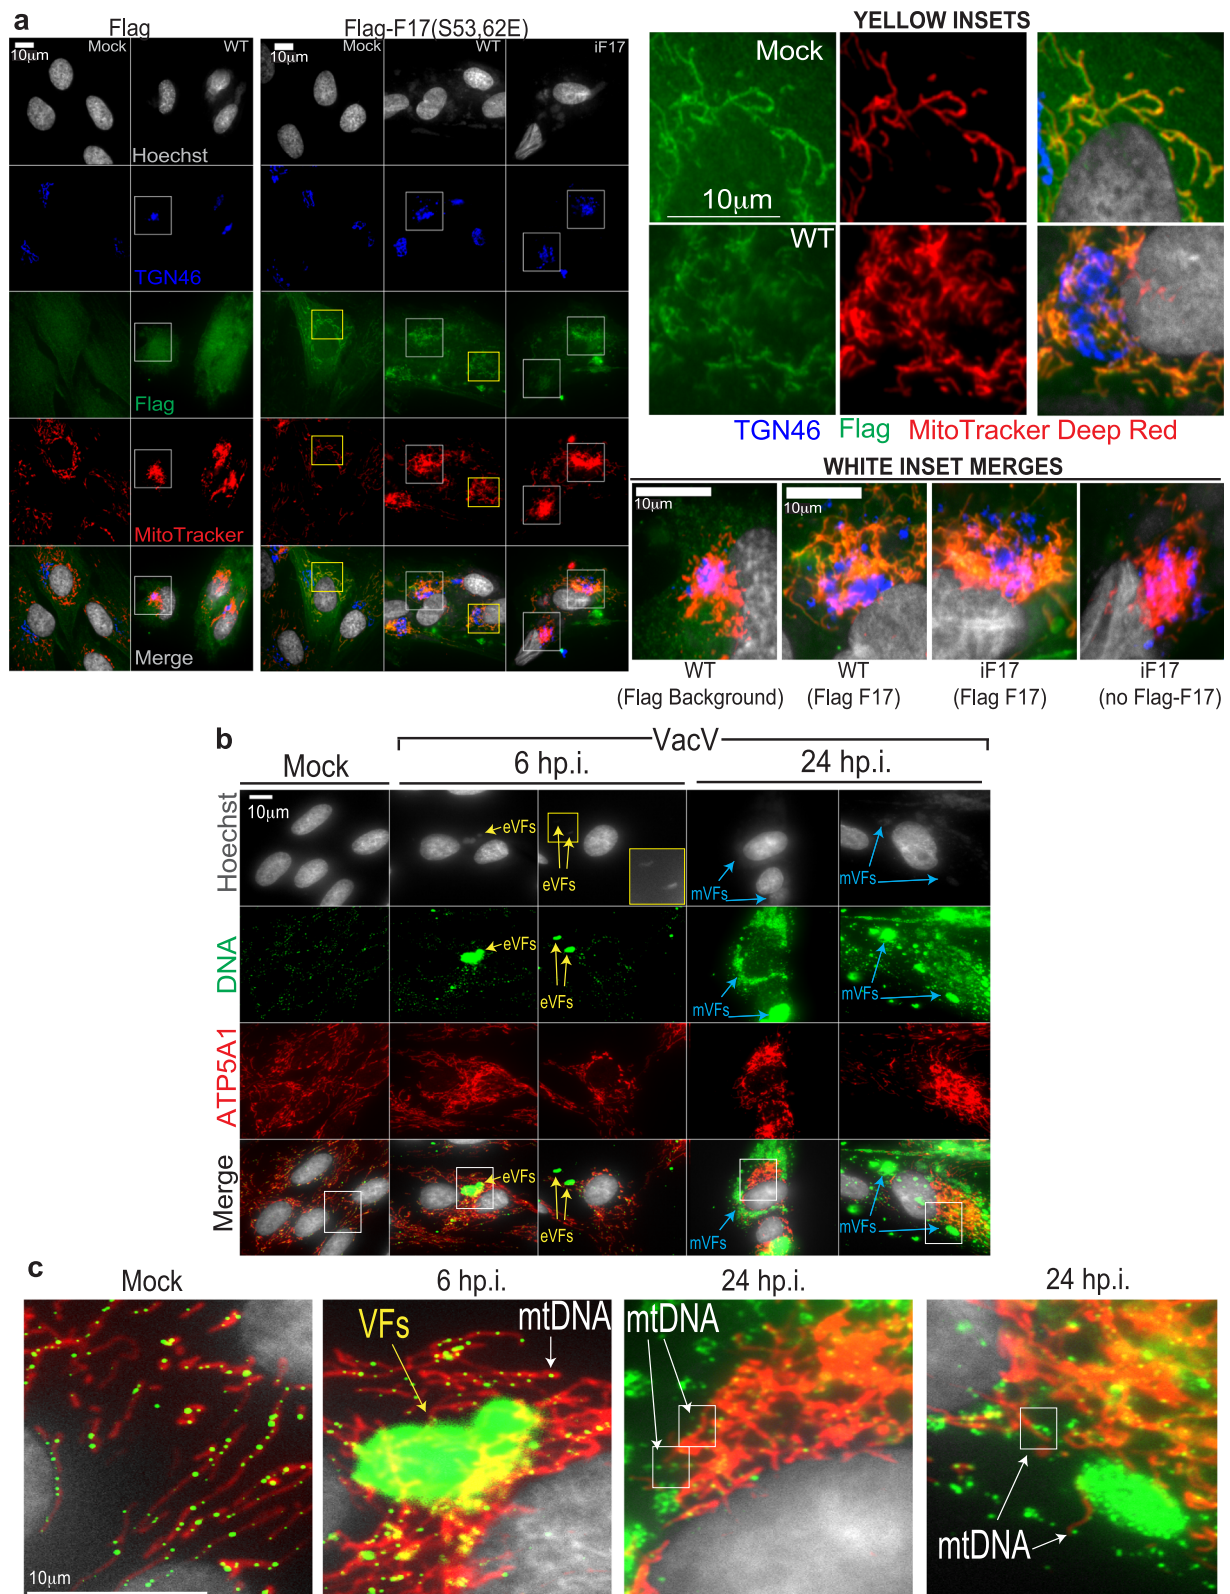 a
Flag
Flag-F17(S53,62E)
10µm
Mock
WT
10µm
Mock
WT
iF17
Hoechst
TGN46
Flag
MitoTracker
Merge
YELLOW INSETS
Mock
10µm
WT
TGN46 Flag MitoTracker Deep Red
WHITE INSET MERGES
10µm
10µm
WT
(Flag Background)
WT
(Flag F17)
iF17
(Flag F17)
iF17
(no Flag-F17)
b
VacV
Mock
6 hp.i.
24 hp.i.
Hoechst
10µm
eVFs
eVFs
mVFs
mVFs
DNA
eVFs
eVFs
mVFs
mVFs
ATP5A1
Merge
eVFs
eVFs
mVFs
mVFs
c
Mock
6 hp.i.
24 hp.i.
24 hp.i.
10µm
VFs
mtDNA
mtDNA
mtDNA